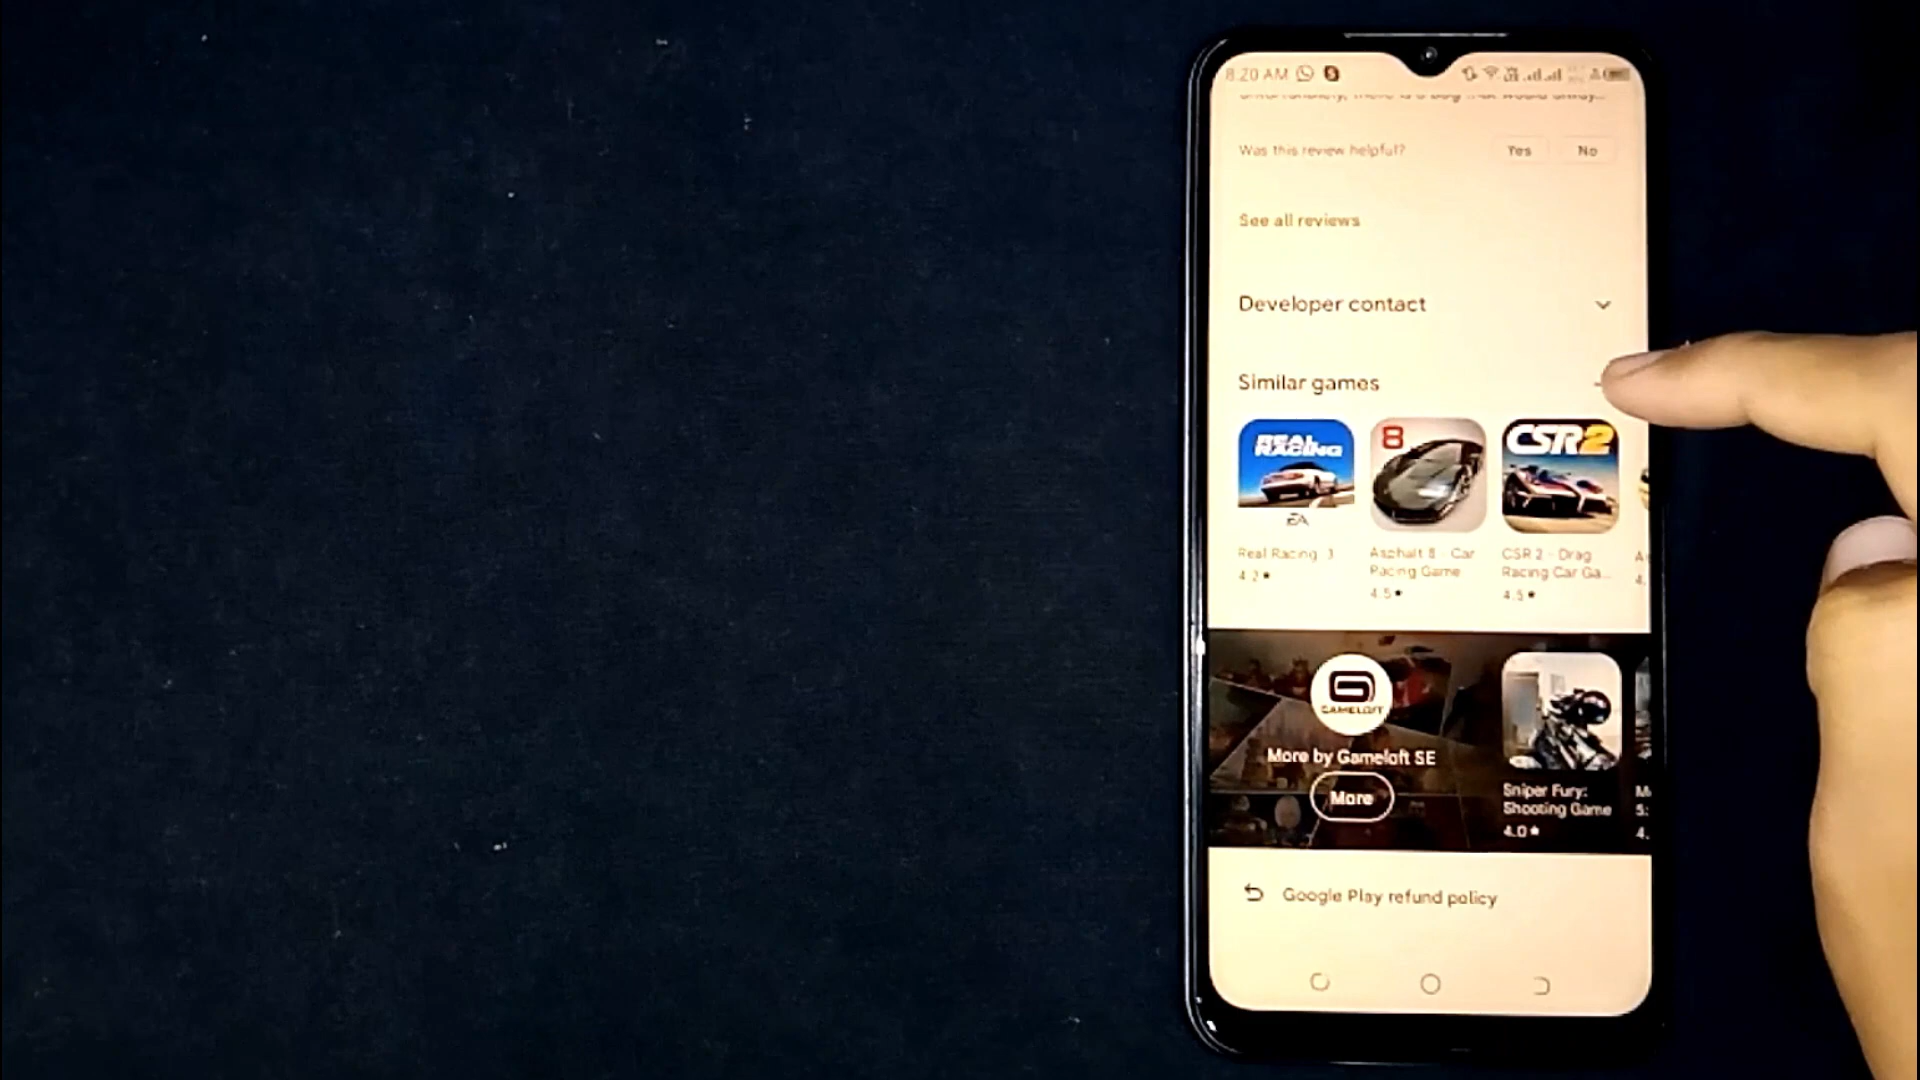 8:20 AM
Was this review helpful?
Yes
No
See all reviews
Developer contact
Similar games
REAL
RACING
EA
8
CSR2
Real Racing 3
4.2★
Asphalt 8 - Car
Racing Game
4.5★
CSR 2 - Drag
Racing Car Ga...
4.5★
A
4.
GAMELOFT
More by Gameloft SE
More
Sniper Fury:
Shooting Game
4.0★
M
5:
4.
Google Play refund policy